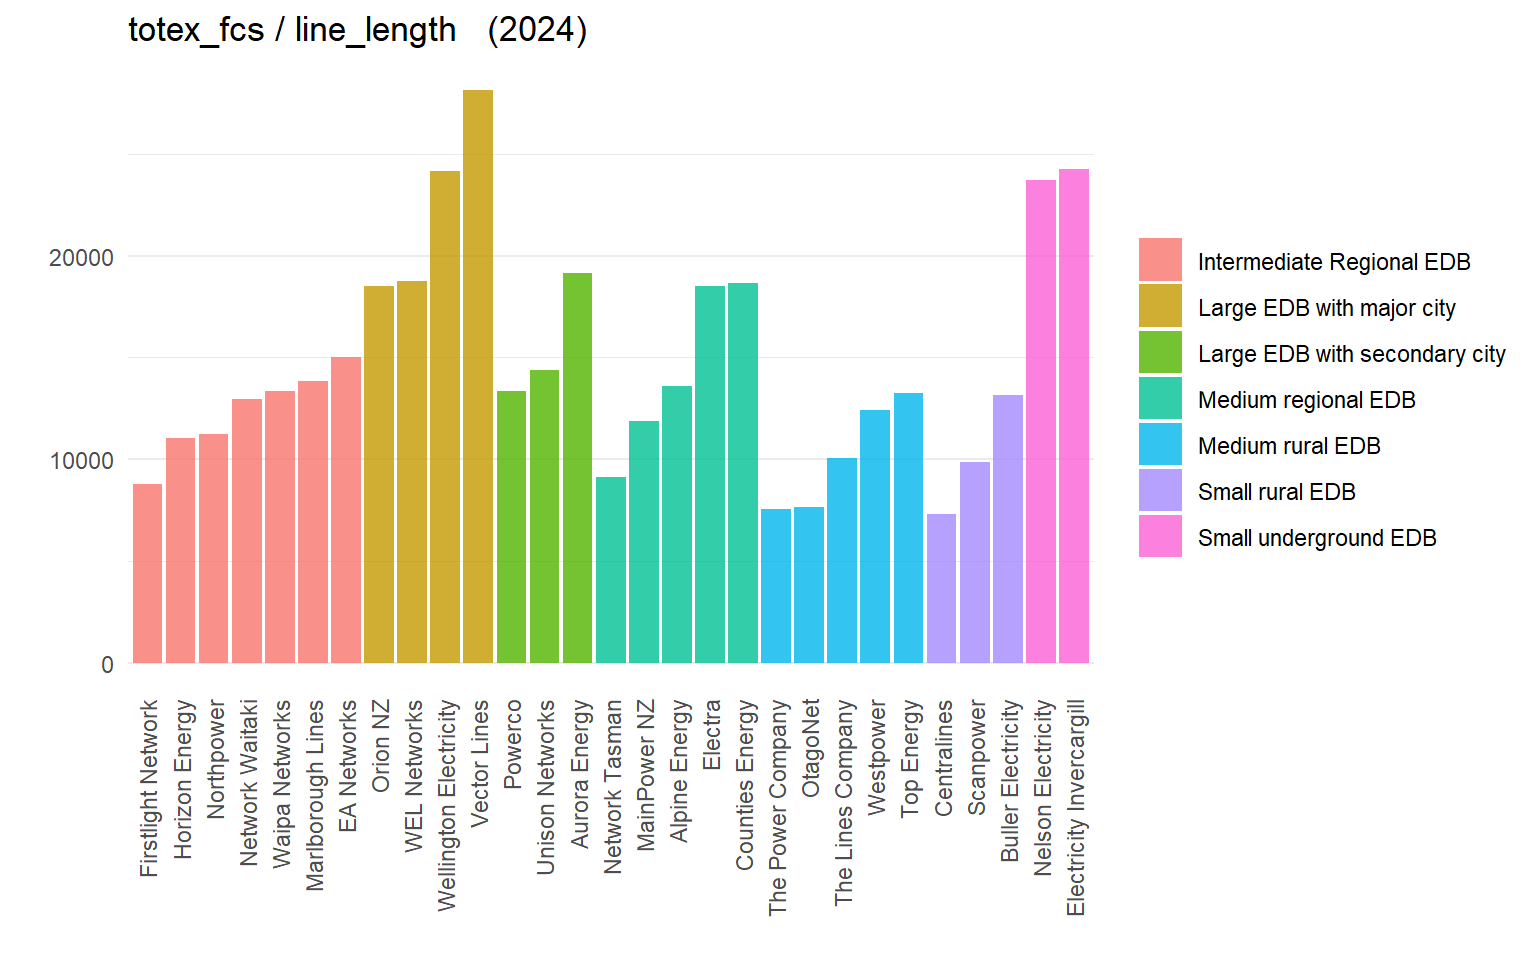 totex_fcs / line_length (2024)
20000
10000
0
Firstlight Network
Horizon Energy
Northpower
Network Waitaki
Waipa Networks
Marlborough Lines
EA Networks
Orion NZ
WEL Networks
Wellington Electricity
Vector Lines
Powerco
Unison Networks
Aurora Energy
Network Tasman
MainPower NZ
Alpine Energy
Electra
Counties Energy
The Power Company
OtagoNet
The Lines Company
Westpower
Top Energy
Centralines
Scanpower
Buller Electricity
Nelson Electricity
Electricity Invercargill
Intermediate Regional EDB
Large EDB with major city
Large EDB with secondary city
Medium regional EDB
Medium rural EDB
Small rural EDB
Small underground EDB